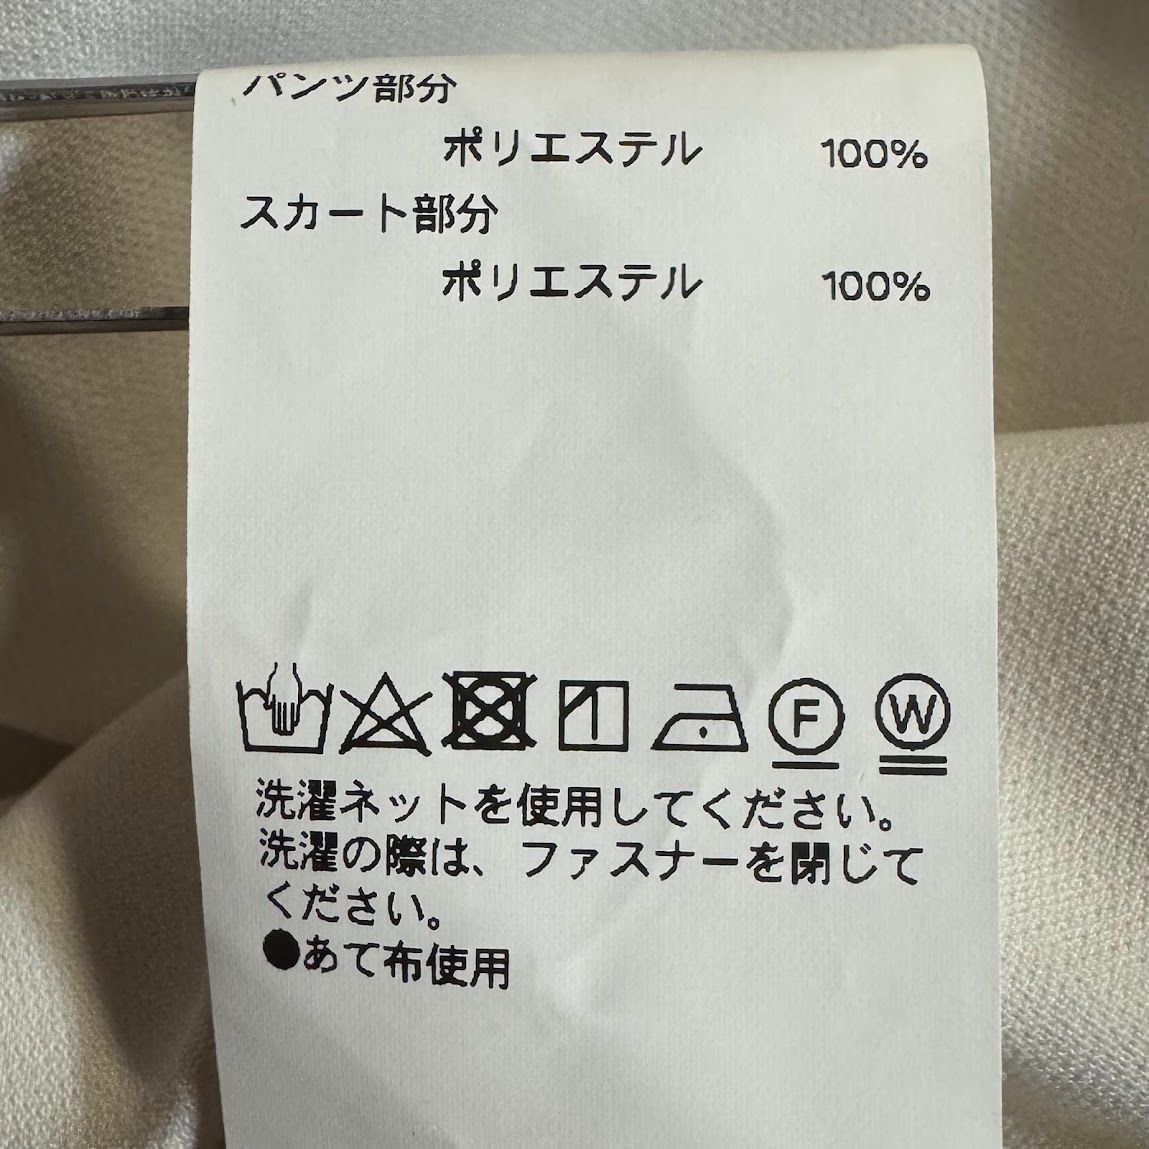 パンツ部分
ポリエステル 100%
スカート部分
ポリエステル 100%
F W
洗濯ネットを使用してください。
洗濯の際は、ファスナーを閉じて
ください。
●あて布使用